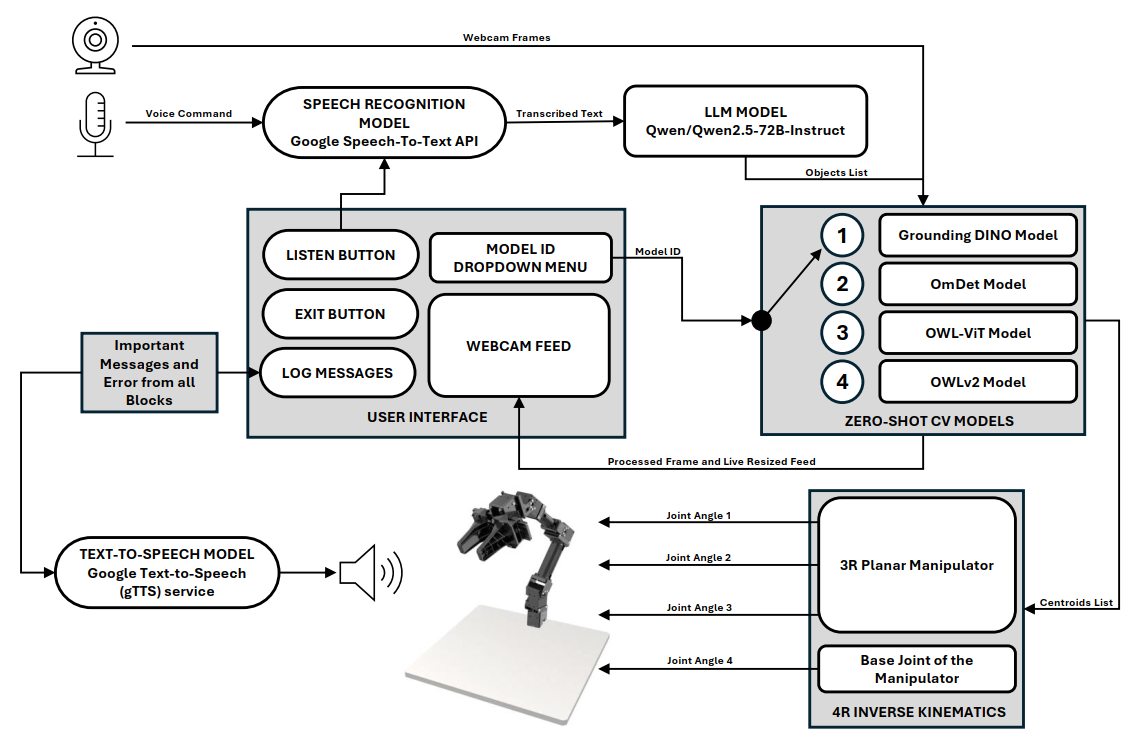 Webcam Frames
Voice Command
SPEECH RECOGNITION
MODEL
Google Speech-To-Text API
Transcribed Text
LLM MODEL
Qwen/Qwen2.5-72B-Instruct
Objects List
LISTEN BUTTON
MODEL ID
DROPDOWN MENU
EXIT BUTTON
WEBCAM FEED
LOG MESSAGES
USER INTERFACE
Model ID
1
Grounding DINO Model
2
OmDet Model
3
OWL-ViT Model
4
OWLv2 Model
ZERO-SHOT CV MODELS
Important
Messages and
Error from all
Blocks
Processed Frame and Live Resized Feed
TEXT-TO-SPEECH MODEL
Google Text-to-Speech
(gTTS) service
Joint Angle 1
Joint Angle 2
Joint Angle 3
Joint Angle 4
3R Planar Manipulator
Centroids List
Base Joint of the
Manipulator
4R INVERSE KINEMATICS